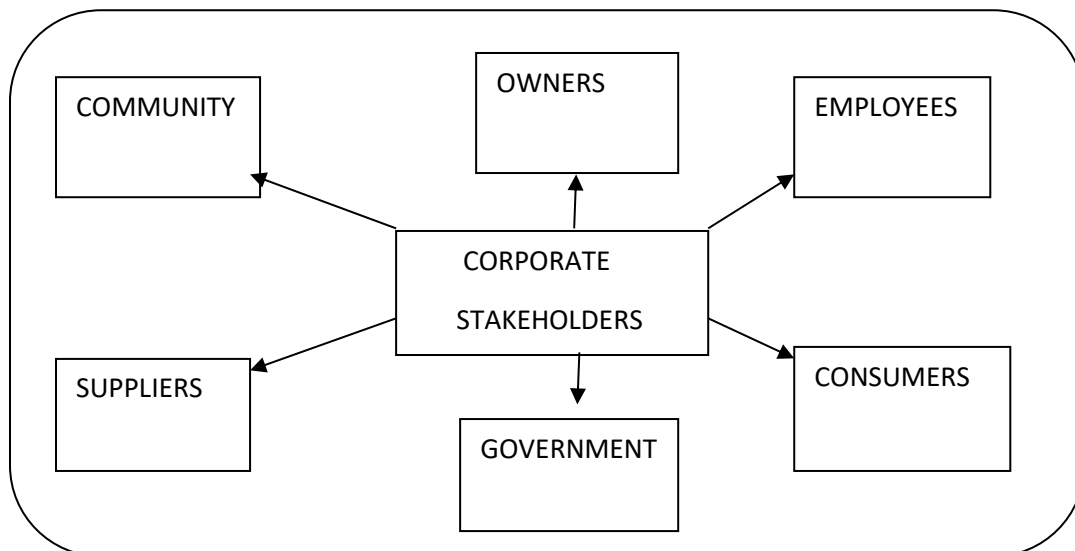 COMMUNITY
OWNERS
EMPLOYEES
CORPORATE
STAKEHOLDERS
SUPPLIERS
GOVERNMENT
CONSUMERS